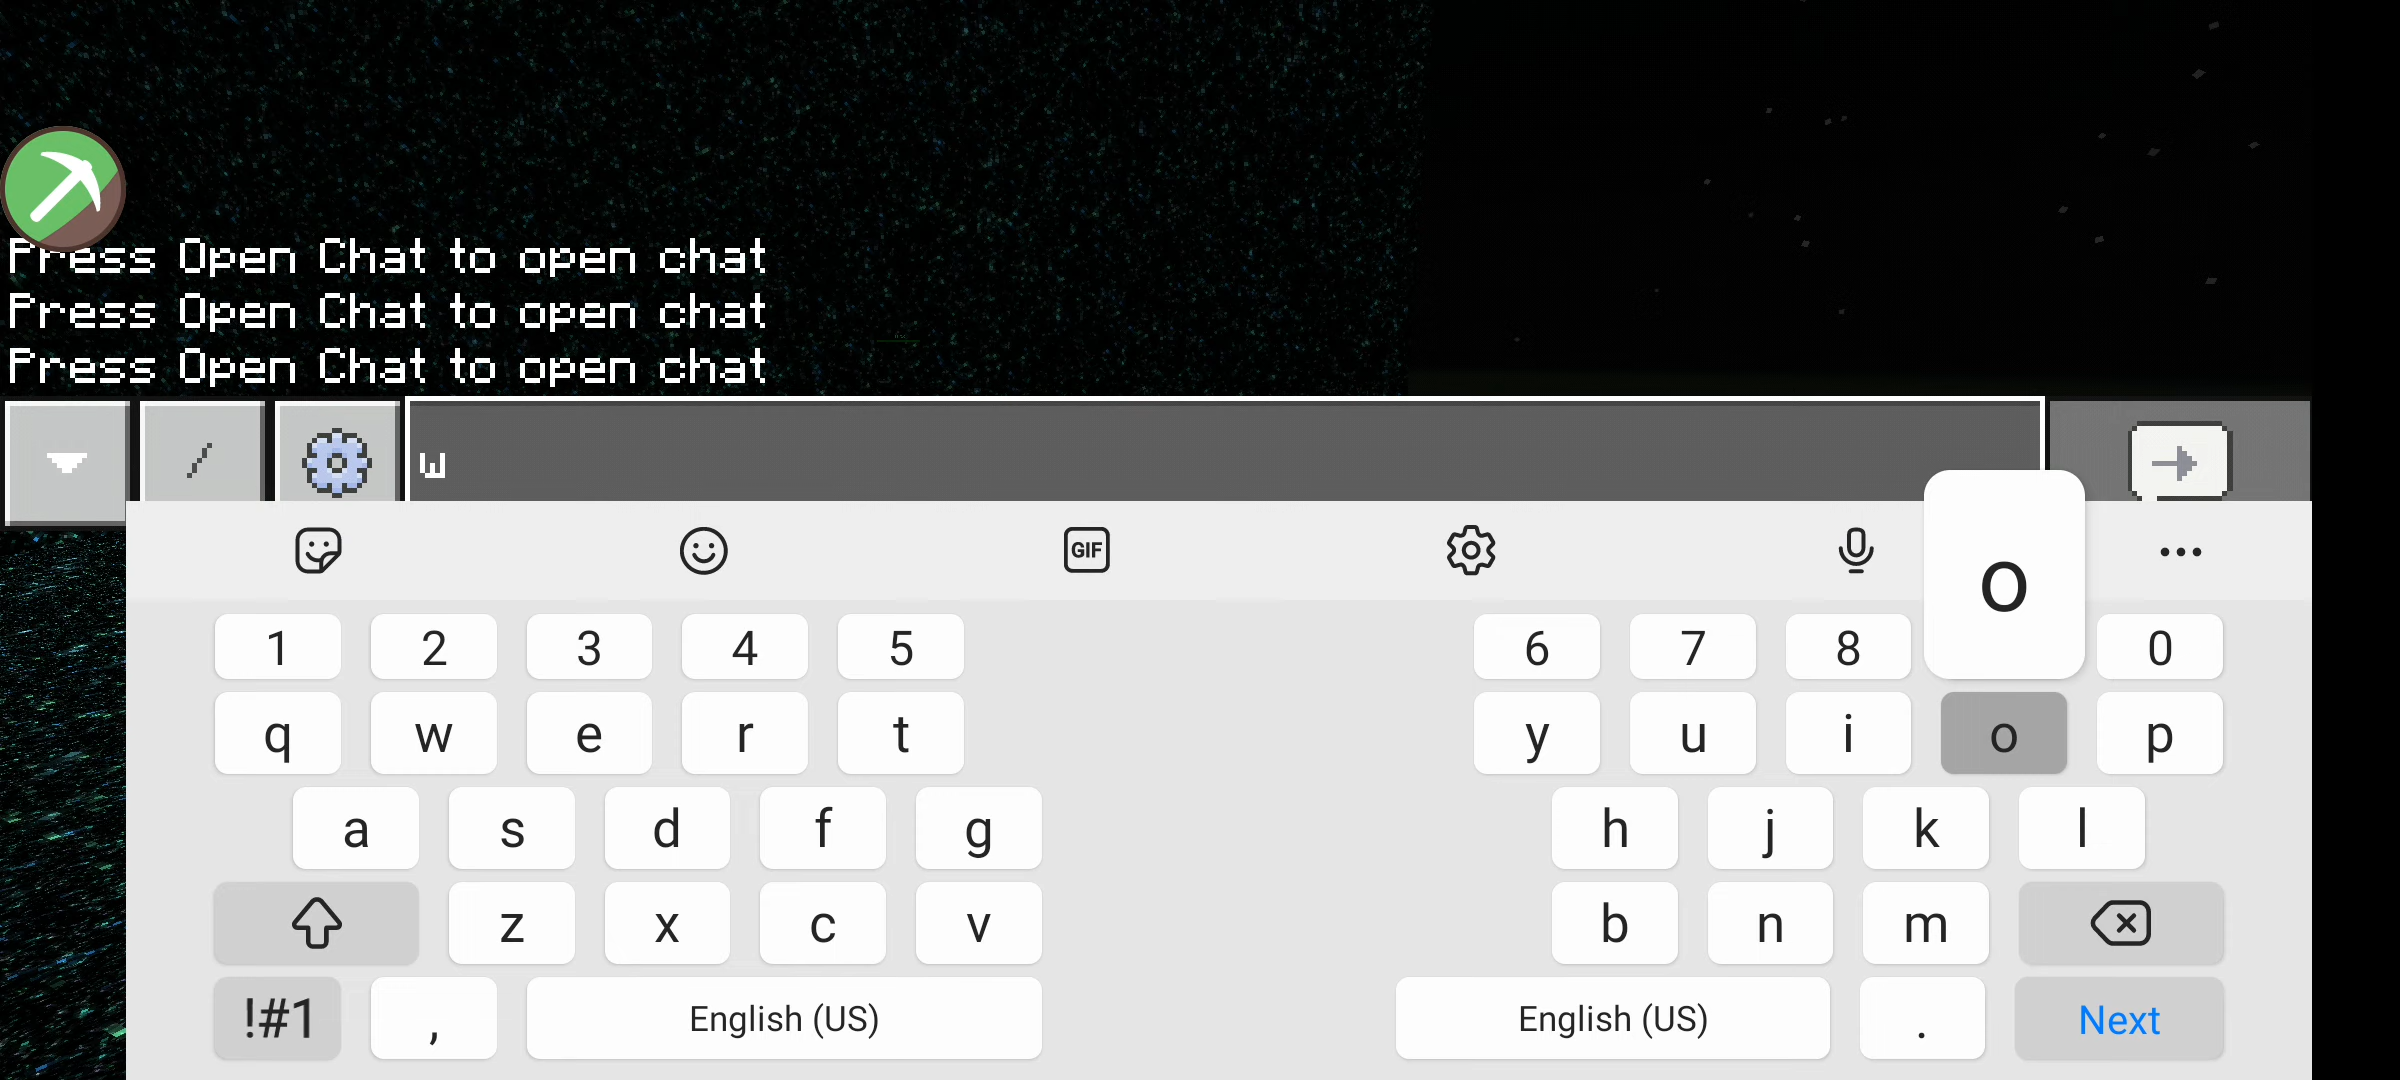 Press Open Chat to open chat
Press Open Chat to open chat
Press Open Chat to open chat
/
w
GIF
o
1 2 3 4 5 6 7 8 0
q w e r t y u i o p
a s d f g h j k l
z x c v b n m
!#1 , English (US) English (US) . Next